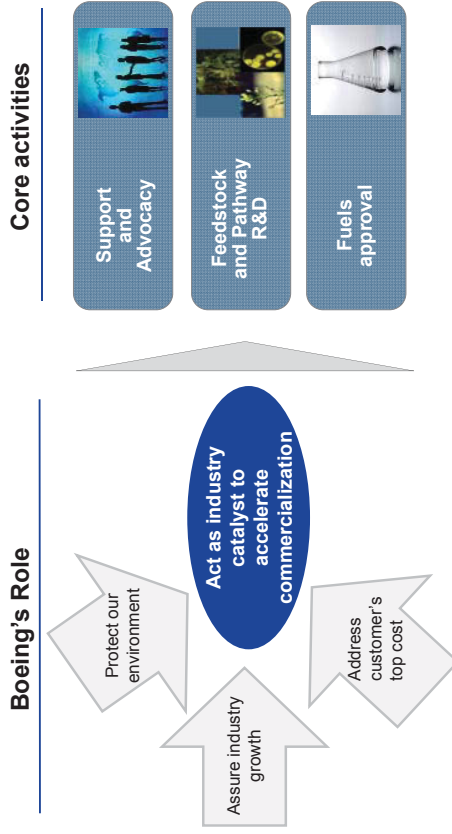 Boeing's Role
Protect our
environment
Assure industry
growth
Address
customer's
top cost
Act as industry
catalyst to
accelerate
commercialization
Core activities
Support
and
Advocacy
Feedstock
and Pathway
R&D
Fuels
approval